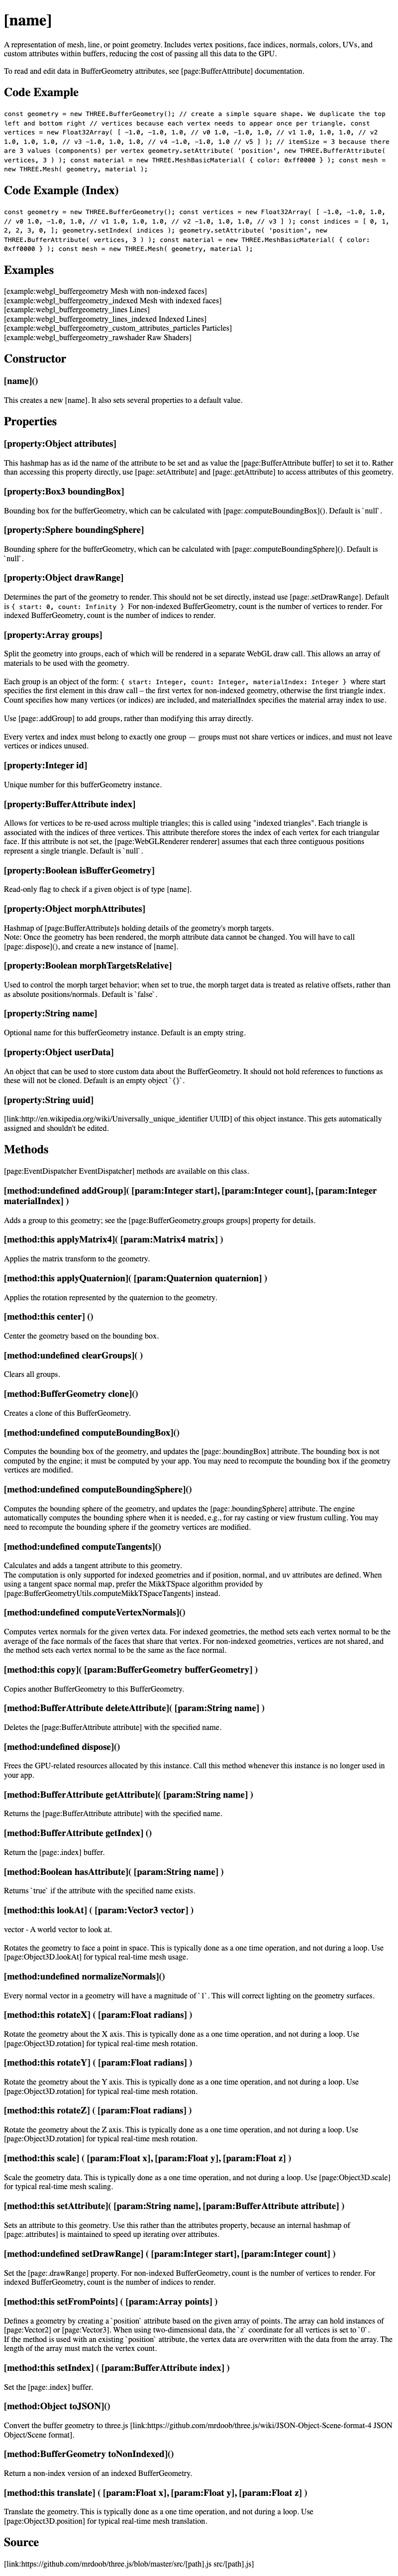 [name]
A representation of mesh, line, or point geometry. Includes vertex positions, face indices, normals, colors, UVs, and
custom attributes within buffers, reducing the cost of passing all this data to the GPU.
To read and edit data in BufferGeometry attributes, see [page:BufferAttribute] documentation.
Code Example
const geometry = new THREE.BufferGeometry(); // create a simple square shape. We duplicate the top
left and bottom right // vertices because each vertex needs to appear once per triangle. const
vertices = new Float32Array( [ -1.0, -1.0, 1.0, // v0 1.0, -1.0, 1.0, // v1 1.0, 1.0, 1.0, // v2
1.0, 1.0, 1.0, // v3 -1.0, 1.0, 1.0, // v4 -1.0, -1.0, 1.0 // v5 ] ); // itemSize = 3 because there
are 3 values (components) per vertex geometry.setAttribute( 'position', new THREE.BufferAttribute(
vertices, 3 ) ); const material = new THREE.MeshBasicMaterial( { color: 0xff0000 } ); const mesh =
new THREE.Mesh( geometry, material );
Code Example (Index)
const geometry = new THREE.BufferGeometry(); const vertices = new Float32Array( [ -1.0, -1.0, 1.0,
// v0 1.0, -1.0, 1.0, // v1 1.0, 1.0, 1.0, // v2 -1.0, 1.0, 1.0, // v3 ] ); const indices = [ 0, 1,
2, 2, 3, 0, ]; geometry.setIndex( indices ); geometry.setAttribute( 'position', new
THREE.BufferAttribute( vertices, 3 ) ); const material = new THREE.MeshBasicMaterial( { color:
0xff0000 } ); const mesh = new THREE.Mesh( geometry, material );
Examples
[example:webgl_buffergeometry Mesh with non-indexed faces]
[example:webgl_buffergeometry_indexed Mesh with indexed faces]
[example:webgl_buffergeometry_lines Lines]
[example:webgl_buffergeometry_lines_indexed Indexed Lines]
[example:webgl_buffergeometry_custom_attributes_particles Particles]
[example:webgl_buffergeometry_rawshader Raw Shaders]
Constructor
[name]()
This creates a new [name]. It also sets several properties to a default value.
Properties
[property:Object attributes]
This hashmap has as id the name of the attribute to be set and as value the [page:BufferAttribute buffer] to set it to. Rather
than accessing this property directly, use [page:.setAttribute] and [page:.getAttribute] to access attributes of this geometry.
[property:Box3 boundingBox]
Bounding box for the bufferGeometry, which can be calculated with [page:.computeBoundingBox](). Default is `null`.
[property:Sphere boundingSphere]
Bounding sphere for the bufferGeometry, which can be calculated with [page:.computeBoundingSphere](). Default is
`null`.
[property:Object drawRange]
Determines the part of the geometry to render. This should not be set directly, instead use [page:.setDrawRange]. Default
is { start: 0, count: Infinity } For non-indexed BufferGeometry, count is the number of vertices to render. For
indexed BufferGeometry, count is the number of indices to render.
[property:Array groups]
Split the geometry into groups, each of which will be rendered in a separate WebGL draw call. This allows an array of
materials to be used with the geometry.
Each group is an object of the form: { start: Integer, count: Integer, materialIndex: Integer } where start
specifies the first element in this draw call – the first vertex for non-indexed geometry, otherwise the first triangle index.
Count specifies how many vertices (or indices) are included, and materialIndex specifies the material array index to use.
Use [page:.addGroup] to add groups, rather than modifying this array directly.
Every vertex and index must belong to exactly one group — groups must not share vertices or indices, and must not leave
vertices or indices unused.
[property:Integer id]
Unique number for this bufferGeometry instance.
[property:BufferAttribute index]
Allows for vertices to be re-used across multiple triangles; this is called using "indexed triangles". Each triangle is
associated with the indices of three vertices. This attribute therefore stores the index of each vertex for each triangular
face. If this attribute is not set, the [page:WebGLRenderer renderer] assumes that each three contiguous positions
represent a single triangle. Default is `null`.
[property:Boolean isBufferGeometry]
Read-only flag to check if a given object is of type [name].
[property:Object morphAttributes]
Hashmap of [page:BufferAttribute]s holding details of the geometry's morph targets.
Note: Once the geometry has been rendered, the morph attribute data cannot be changed. You will have to call
[page:.dispose](), and create a new instance of [name].
[property:Boolean morphTargetsRelative]
Used to control the morph target behavior; when set to true, the morph target data is treated as relative offsets, rather than
as absolute positions/normals. Default is `false`.
[property:String name]
Optional name for this bufferGeometry instance. Default is an empty string.
[property:Object userData]
An object that can be used to store custom data about the BufferGeometry. It should not hold references to functions as
these will not be cloned. Default is an empty object `{}`.
[property:String uuid]
[link:http://en.wikipedia.org/wiki/Universally_unique_identifier UUID] of this object instance. This gets automatically
assigned and shouldn't be edited.
Methods
[page:EventDispatcher EventDispatcher] methods are available on this class.
[method:undefined addGroup]( [param:Integer start], [param:Integer count], [param:Integer
materialIndex] )
Adds a group to this geometry; see the [page:BufferGeometry.groups groups] property for details.
[method:this applyMatrix4]( [param:Matrix4 matrix] )
Applies the matrix transform to the geometry.
[method:this applyQuaternion]( [param:Quaternion quaternion] )
Applies the rotation represented by the quaternion to the geometry.
[method:this center] ()
Center the geometry based on the bounding box.
[method:undefined clearGroups]( )
Clears all groups.
[method:BufferGeometry clone]()
Creates a clone of this BufferGeometry.
[method:undefined computeBoundingBox]()
Computes the bounding box of the geometry, and updates the [page:.boundingBox] attribute. The bounding box is not
computed by the engine; it must be computed by your app. You may need to recompute the bounding box if the geometry
vertices are modified.
[method:undefined computeBoundingSphere]()
Computes the bounding sphere of the geometry, and updates the [page:.boundingSphere] attribute. The engine
automatically computes the bounding sphere when it is needed, e.g., for ray casting or view frustum culling. You may
need to recompute the bounding sphere if the geometry vertices are modified.
[method:undefined computeTangents]()
Calculates and adds a tangent attribute to this geometry.
The computation is only supported for indexed geometries and if position, normal, and uv attributes are defined. When
using a tangent space normal map, prefer the MikkTSpace algorithm provided by
[page:BufferGeometryUtils.computeMikkTSpaceTangents] instead.
[method:undefined computeVertexNormals]()
Computes vertex normals for the given vertex data. For indexed geometries, the method sets each vertex normal to be the
average of the face normals of the faces that share that vertex. For non-indexed geometries, vertices are not shared, and
the method sets each vertex normal to be the same as the face normal.
[method:this copy]( [param:BufferGeometry bufferGeometry] )
Copies another BufferGeometry to this BufferGeometry.
[method:BufferAttribute deleteAttribute]( [param:String name] )
Deletes the [page:BufferAttribute attribute] with the specified name.
[method:undefined dispose]()
Frees the GPU-related resources allocated by this instance. Call this method whenever this instance is no longer used in
your app.
[method:BufferAttribute getAttribute]( [param:String name] )
Returns the [page:BufferAttribute attribute] with the specified name.
[method:BufferAttribute getIndex] ()
Return the [page:.index] buffer.
[method:Boolean hasAttribute]( [param:String name] )
Returns `true` if the attribute with the specified name exists.
[method:this lookAt] ( [param:Vector3 vector] )
vector - A world vector to look at.
Rotates the geometry to face a point in space. This is typically done as a one time operation, and not during a loop. Use
[page:Object3D.lookAt] for typical real-time mesh usage.
[method:undefined normalizeNormals]()
Every normal vector in a geometry will have a magnitude of `1`. This will correct lighting on the geometry surfaces.
[method:this rotateX] ( [param:Float radians] )
Rotate the geometry about the X axis. This is typically done as a one time operation, and not during a loop. Use
[page:Object3D.rotation] for typical real-time mesh rotation.
[method:this rotateY] ( [param:Float radians] )
Rotate the geometry about the Y axis. This is typically done as a one time operation, and not during a loop. Use
[page:Object3D.rotation] for typical real-time mesh rotation.
[method:this rotateZ] ( [param:Float radians] )
Rotate the geometry about the Z axis. This is typically done as a one time operation, and not during a loop. Use
[page:Object3D.rotation] for typical real-time mesh rotation.
[method:this scale] ( [param:Float x], [param:Float y], [param:Float z] )
Scale the geometry data. This is typically done as a one time operation, and not during a loop. Use [page:Object3D.scale]
for typical real-time mesh scaling.
[method:this setAttribute]( [param:String name], [param:BufferAttribute attribute] )
Sets an attribute to this geometry. Use this rather than the attributes property, because an internal hashmap of
[page:.attributes] is maintained to speed up iterating over attributes.
[method:undefined setDrawRange] ( [param:Integer start], [param:Integer count] )
Set the [page:.drawRange] property. For non-indexed BufferGeometry, count is the number of vertices to render. For
indexed BufferGeometry, count is the number of indices to render.
[method:this setFromPoints] ( [param:Array points] )
Defines a geometry by creating a `position` attribute based on the given array of points. The array can hold instances of
[page:Vector2] or [page:Vector3]. When using two-dimensional data, the `z` coordinate for all vertices is set to `0`.
If the method is used with an existing `position` attribute, the vertex data are overwritten with the data from the array. The
length of the array must match the vertex count.
[method:this setIndex] ( [param:BufferAttribute index] )
Set the [page:.index] buffer.
[method:Object toJSON]()
Convert the buffer geometry to three.js [link:https://github.com/mrdoob/three.js/wiki/JSON-Object-Scene-format-4 JSON
Object/Scene format].
[method:BufferGeometry toNonIndexed]()
Return a non-index version of an indexed BufferGeometry.
[method:this translate] ( [param:Float x], [param:Float y], [param:Float z] )
Translate the geometry. This is typically done as a one time operation, and not during a loop. Use
[page:Object3D.position] for typical real-time mesh translation.
Source
[link:https://github.com/mrdoob/three.js/blob/master/src/[path].js src/[path].js]